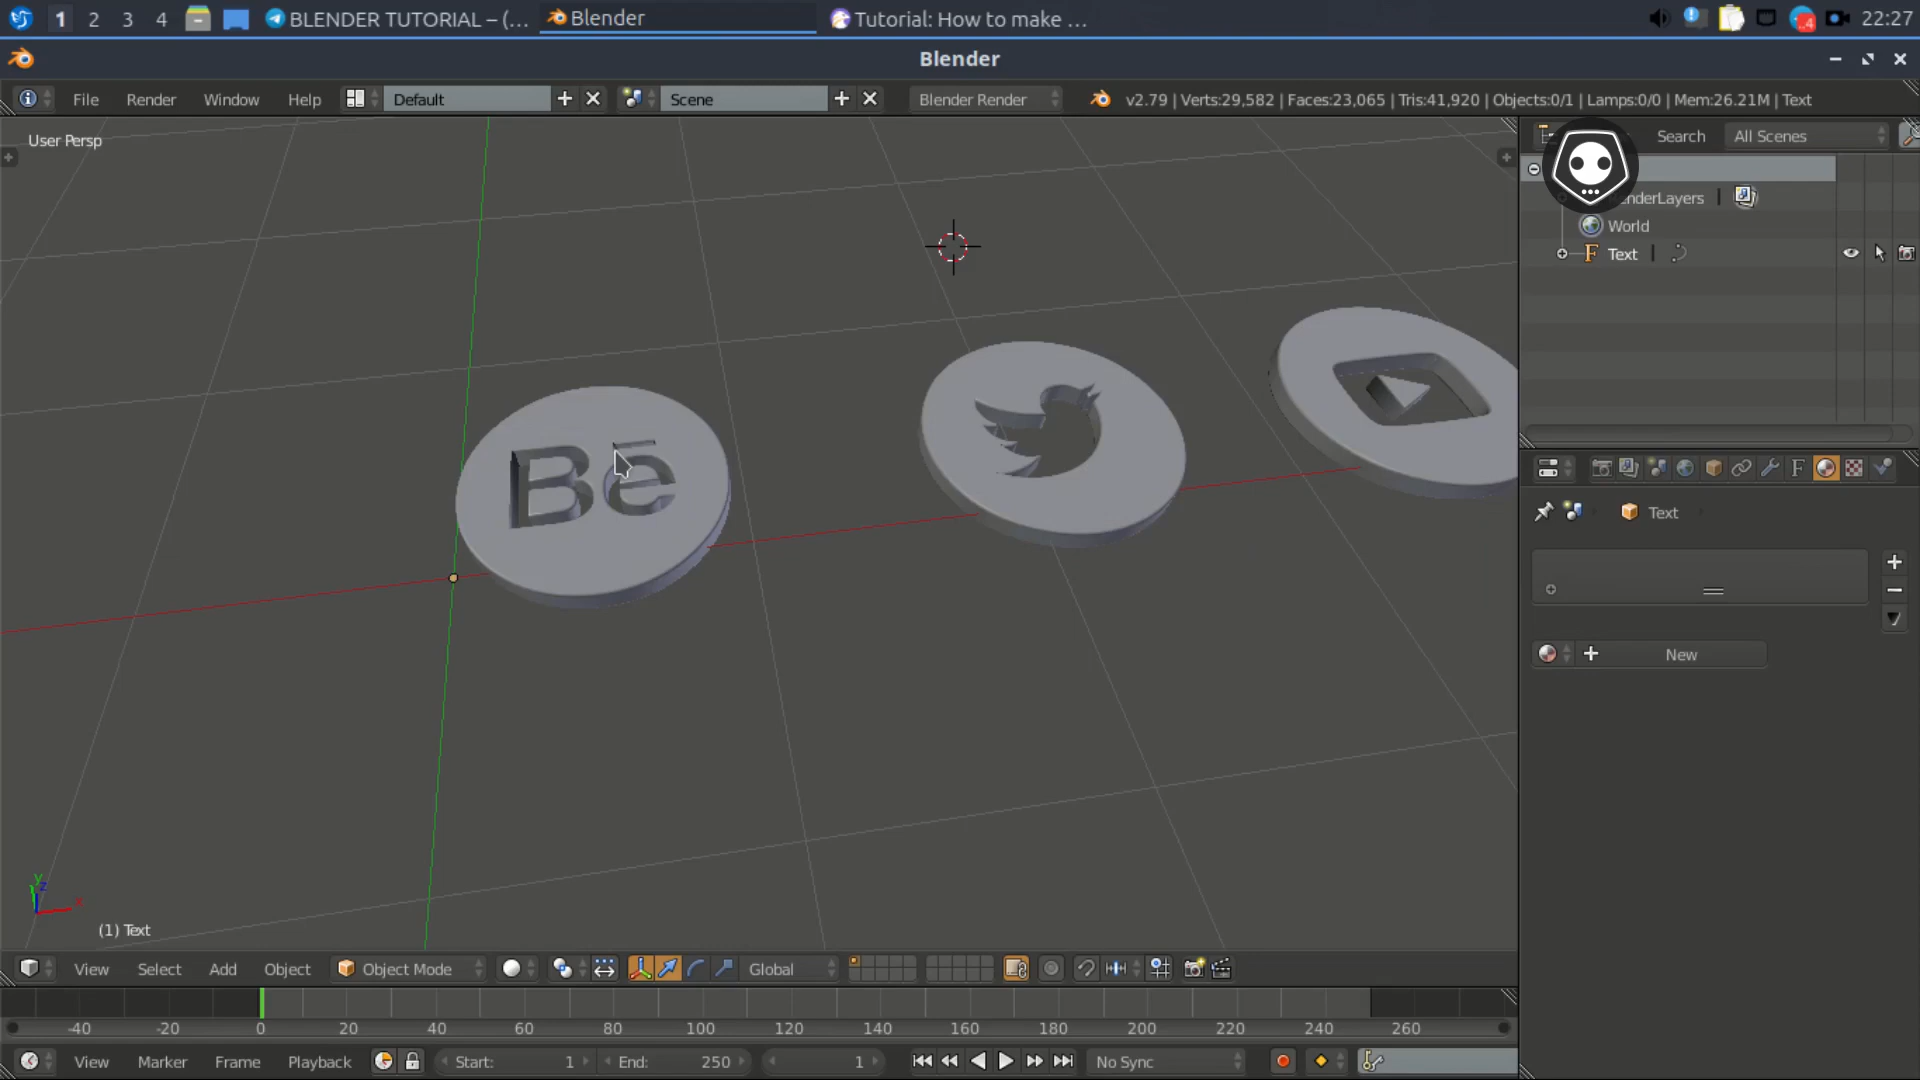 1 2 3 4 BLENDER TUTORIAL – (... Blender Tutorial: How to make ... 4 22:27
Blender
File Render Window Help Default Scene Blender Render v2.79 | Verts:29,582 | Faces:23,065 | Tris:41,920 | Objects:0/1 | Lamps:0/0 | Mem:26.21M | Text
User Persp
Search All Scenes
nderLayers |
World
F Text |
Bē
F
Text
New
y z x
(1) Text
View Select Add Object Object Mode Global
-40 -20 0 20 40 60 80 100 120 140 160 180 200 220 240 260
View Marker Frame Playback Start: 1 End: 250 1 No Sync